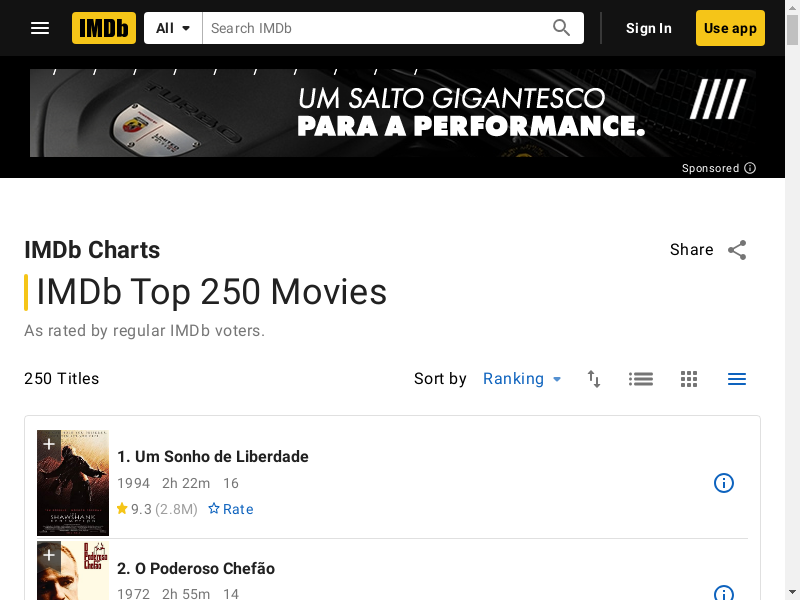 IMDb
All
Search IMDb
Sign In
Use app
UM SALTO GIGANTESCO
PARA A PERFORMANCE.
Sponsored
IMDb Charts
Share
IMDb Top 250 Movies
As rated by regular IMDb voters.
250 Titles
Sort by Ranking
1. Um Sonho de Liberdade
1994 2h 22m 16
9.3 (2.8M) Rate
2. O Poderoso Chefão
1972 2h 55m 14